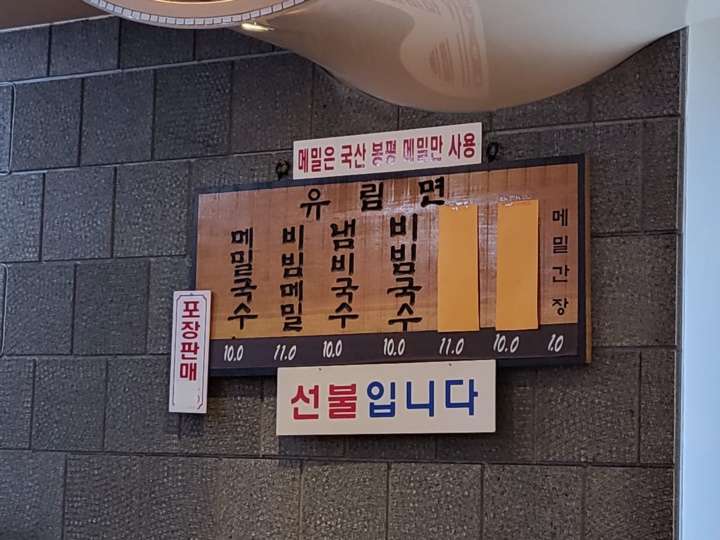 메밀은 국산 봉평 메밀만 사용
유림면
메밀국수
비빔메밀
냄비국수
비빔국수
메밀간장
10.0 11.0 10.0 10.0 11.0 10.0 1.0
포장판매
선불입니다